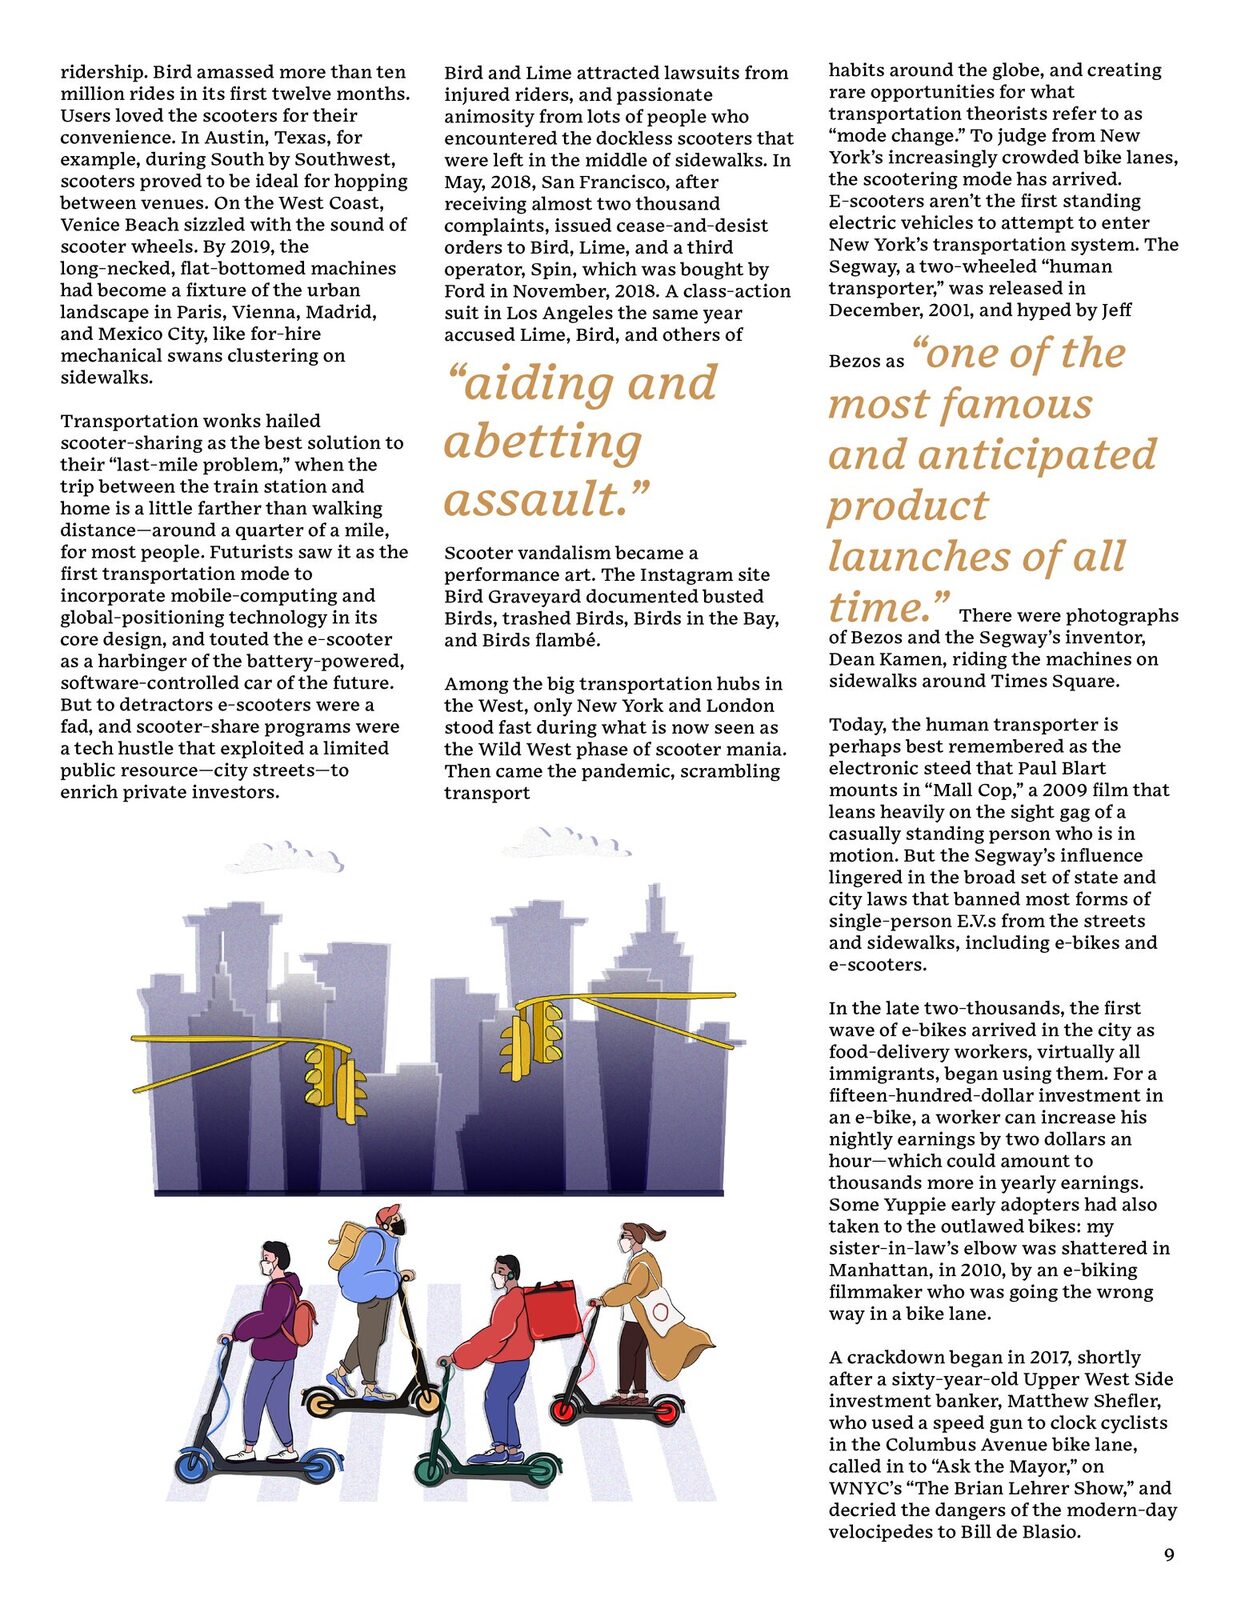 ridership. Bird amassed more than ten
million rides in its first twelve months.
Users loved the scooters for their
convenience. In Austin, Texas, for
example, during South by Southwest,
scooters proved to be ideal for hopping
between venues. On the West Coast,
Venice Beach sizzled with the sound of
scooter wheels. By 2019, the
long-necked, flat-bottomed machines
had become a fixture of the urban
landscape in Paris, Vienna, Madrid,
and Mexico City, like for-hire
mechanical swans clustering on
sidewalks.
Transportation wonks hailed
scooter-sharing as the best solution to
their “last-mile problem,” when the
trip between the train station and
home is a little farther than walking
distance—around a quarter of a mile,
for most people. Futurists saw it as the
first transportation mode to
incorporate mobile-computing and
global-positioning technology in its
core design, and touted the e-scooter
as a harbinger of the battery-powered,
software-controlled car of the future.
But to detractors e-scooters were a
fad, and scooter-share programs were
a tech hustle that exploited a limited
public resource—city streets—to
enrich private investors.
Bird and Lime attracted lawsuits from
injured riders, and passionate
animosity from lots of people who
encountered the dockless scooters that
were left in the middle of sidewalks. In
May, 2018, San Francisco, after
receiving almost two thousand
complaints, issued cease-and-desist
orders to Bird, Lime, and a third
operator, Spin, which was bought by
Ford in November, 2018. A class-action
suit in Los Angeles the same year
accused Lime, Bird, and others of
“aiding and
abetting
assault.”
Scooter vandalism became a
performance art. The Instagram site
Bird Graveyard documented busted
Birds, trashed Birds, Birds in the Bay,
and Birds flambé.
Among the big transportation hubs in
the West, only New York and London
stood fast during what is now seen as
the Wild West phase of scooter mania.
Then came the pandemic, scrambling
transport
habits around the globe, and creating
rare opportunities for what
transportation theorists refer to as
“mode change.” To judge from New
York’s increasingly crowded bike lanes,
the scootering mode has arrived.
E-scooters aren’t the first standing
electric vehicles to attempt to enter
New York’s transportation system. The
Segway, a two-wheeled “human
transporter,” was released in
December, 2001, and hyped by Jeff
Bezos as “one of the
most famous
and anticipated
product
launches of all
time.” There were photographs
of Bezos and the Segway’s inventor,
Dean Kamen, riding the machines on
sidewalks around Times Square.
Today, the human transporter is
perhaps best remembered as the
electronic steed that Paul Blart
mounts in “Mall Cop,” a 2009 film that
leans heavily on the sight gag of a
casually standing person who is in
motion. But the Segway’s influence
lingered in the broad set of state and
city laws that banned most forms of
single-person E.V.s from the streets
and sidewalks, including e-bikes and
e-scooters.
In the late two-thousands, the first
wave of e-bikes arrived in the city as
food-delivery workers, virtually all
immigrants, began using them. For a
fifteen-hundred-dollar investment in
an e-bike, a worker can increase his
nightly earnings by two dollars an
hour—which could amount to
thousands more in yearly earnings.
Some Yuppie early adopters had also
taken to the outlawed bikes: my
sister-in-law’s elbow was shattered in
Manhattan, in 2010, by an e-biking
filmmaker who was going the wrong
way in a bike lane.
A crackdown began in 2017, shortly
after a sixty-year-old Upper West Side
investment banker, Matthew Shefler,
who used a speed gun to clock cyclists
in the Columbus Avenue bike lane,
called in to “Ask the Mayor,” on
WNYC’s “The Brian Lehrer Show,” and
decried the dangers of the modern-day
velocipedes to Bill de Blasio.
9